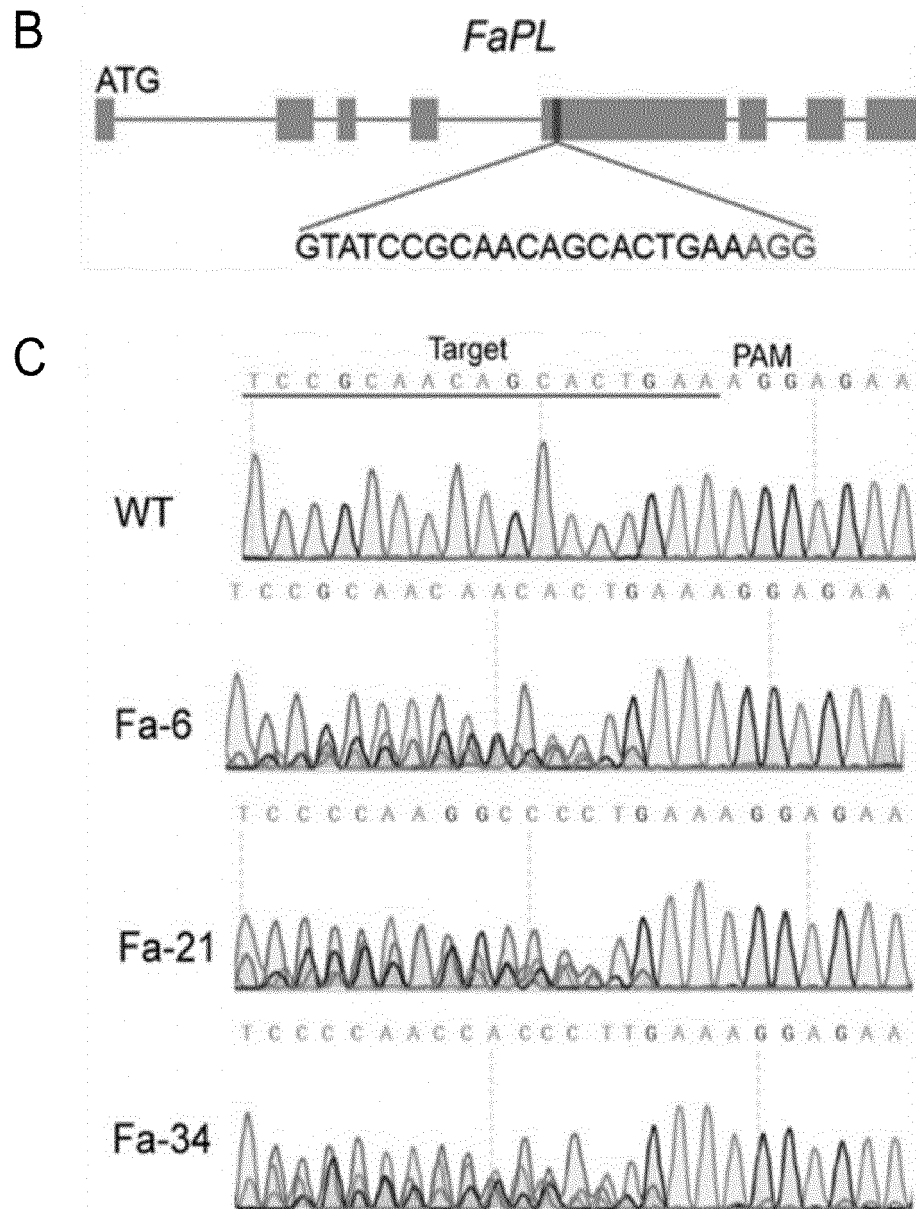 B
FaPL
ATG
GTATCCGCAACAGCACTGAAAGG
C
Target PAM
T C C G C A A C A G C A C T G A A A G G A G A A
WT
T C C G C A A C A A C A C T G A A A G G A G A A
Fa-6
T C C C C A A G G C C C C T G A A A G G A G A A
Fa-21
T C C C C A A C C A C C C T T G A A A G G A G A A
Fa-34